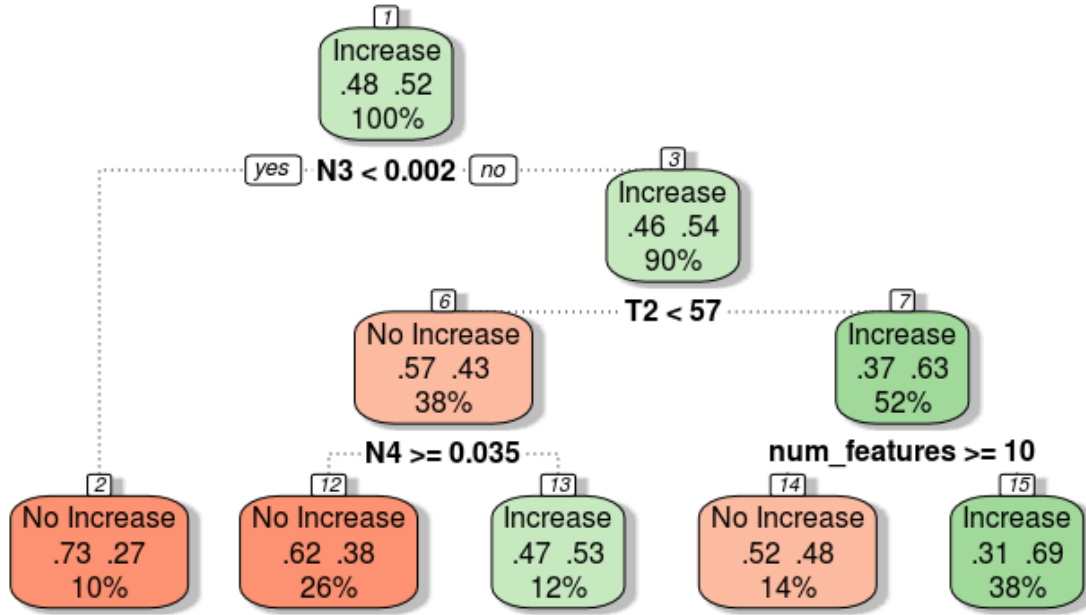 1
Increase
.48 .52
100%
yes N3 < 0.002 no
3
Increase
.46 .54
90%
T2 < 57
6
No Increase
.57 .43
38%
7
Increase
.37 .63
52%
N4 >= 0.035
num_features >= 10
2
No Increase
.73 .27
10%
12
No Increase
.62 .38
26%
13
Increase
.47 .53
12%
14
No Increase
.52 .48
14%
15
Increase
.31 .69
38%